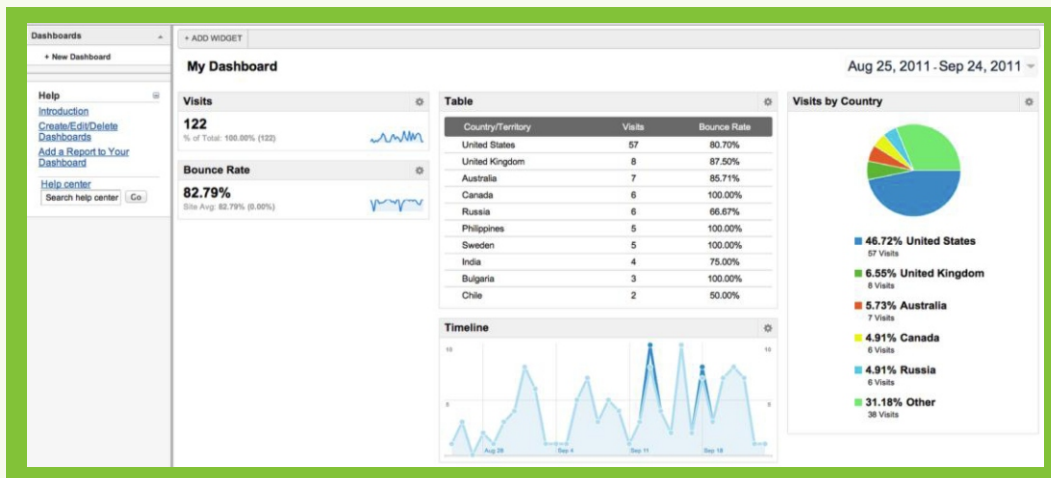 Dashboards
+ New Dashboard
Help
Introduction
Create/Edit/Delete
Dashboards
Add a Report to Your
Dashboard
Help center
Search help center Go
+ ADD WIDGET
My Dashboard
Aug 25, 2011 - Sep 24, 2011
Visits
122
% of Total: 100.00% (122)
Bounce Rate
82.79%
Site Avg: 82.79% (0.00%)
Table
Country/Territory Visits Bounce Rate
United States 57 80.70%
United Kingdom 8 87.50%
Australia 7 85.71%
Canada 6 100.00%
Russia 6 66.67%
Philippines 5 100.00%
Sweden 5 100.00%
India 4 75.00%
Bulgaria 3 100.00%
Chile 2 50.00%
Timeline
10 10
5 5
Aug 28 Sep 4 Sep 11 Sep 18
Visits by Country
46.72% United States
57 Visits
6.55% United Kingdom
8 Visits
5.73% Australia
7 Visits
4.91% Canada
6 Visits
4.91% Russia
6 Visits
31.18% Other
38 Visits